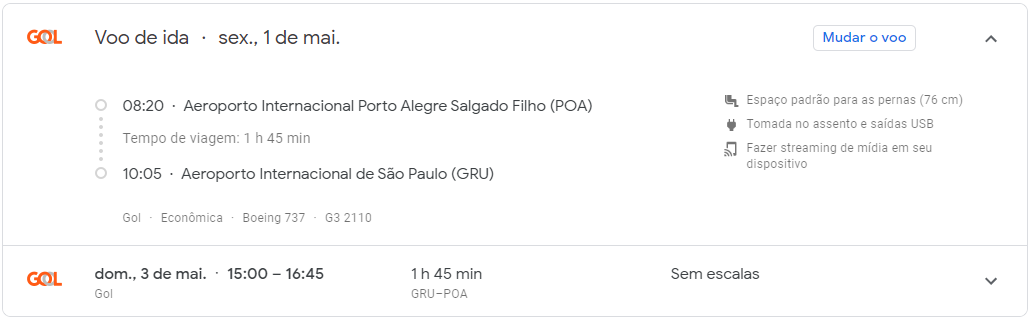 GOL Voo de ida · sex., 1 de mai. Mudar o voo
08:20 · Aeroporto Internacional Porto Alegre Salgado Filho (POA)
Tempo de viagem: 1 h 45 min
10:05 · Aeroporto Internacional de São Paulo (GRU)
Gol · Econômica · Boeing 737 · G3 2110
Espaço padrão para as pernas (76 cm)
Tomada no assento e saídas USB
Fazer streaming de mídia em seu
dispositivo
GOL dom., 3 de mai. · 15:00 – 16:45 1 h 45 min Sem escalas
Gol GRU–POA